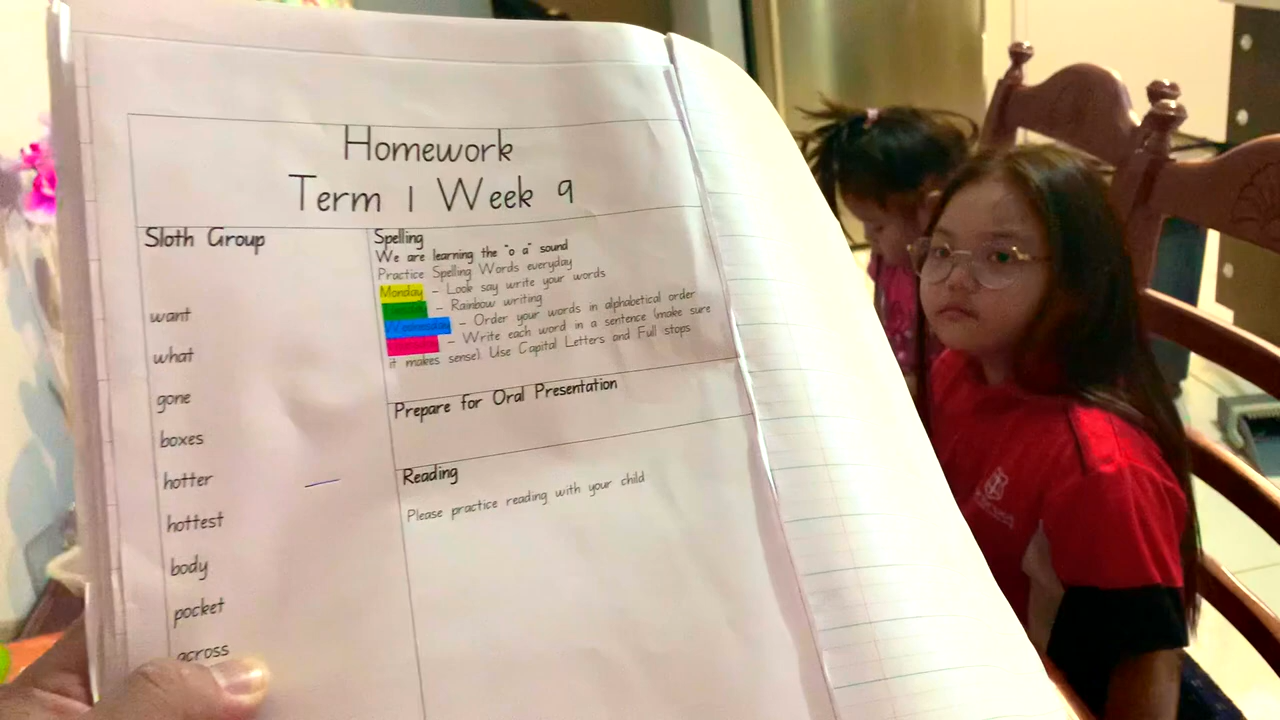 Homework
Term 1 Week 9
Sloth Group
want
what
gone
boxes
hotter
hottest
body
pocket
across
Spelling
We are learning the "o a" sound
Practice Spelling Words everyday
Monday - Look say write your words
- Rainbow writing
Wednesday - Order your words in alphabetical order
- Write each word in a sentence (make sure
it makes sense). Use Capital Letters and Full stops
Prepare for Oral Presentation
Reading
Please practice reading with your child